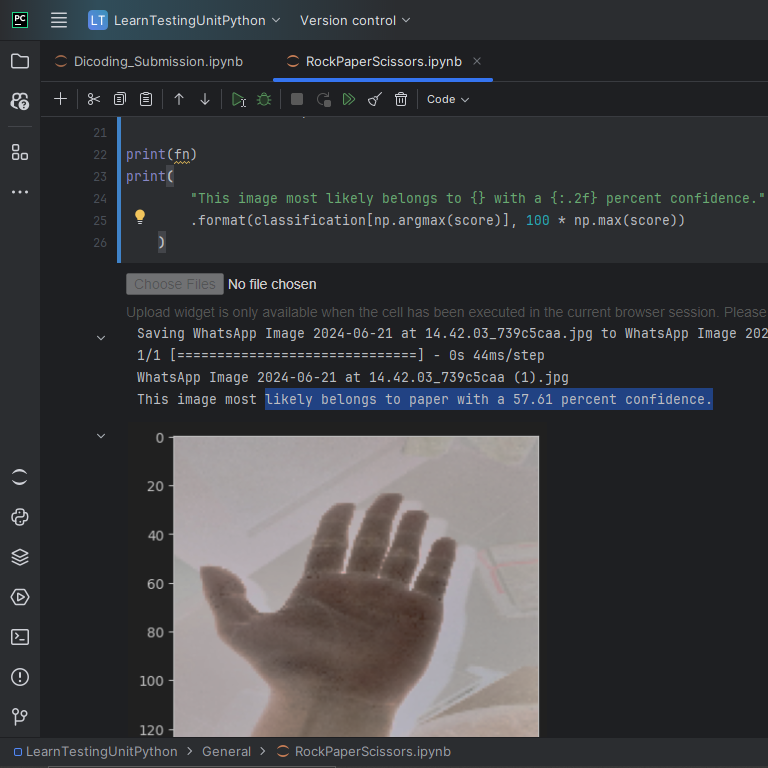 PC
LT LearnTestingUnitPython Version control
Dicoding_Submission.ipynb RockPaperScissors.ipynb
Code
21
22 print(fn)
23 print(
24 "This image most likely belongs to {} with a {:.2f} percent confidence."
25 .format(classification[np.argmax(score)], 100 * np.max(score))
26 )
Choose Files No file chosen
Upload widget is only available when the cell has been executed in the current browser session. Please
Saving WhatsApp Image 2024-06-21 at 14.42.03_739c5caa.jpg to WhatsApp Image 202
1/1 [==============================] - 0s 44ms/step
WhatsApp Image 2024-06-21 at 14.42.03_739c5caa (1).jpg
This image most likely belongs to paper with a 57.61 percent confidence.
0
20
40
60
80
100
120
LearnTestingUnitPython > General > RockPaperScissors.ipynb